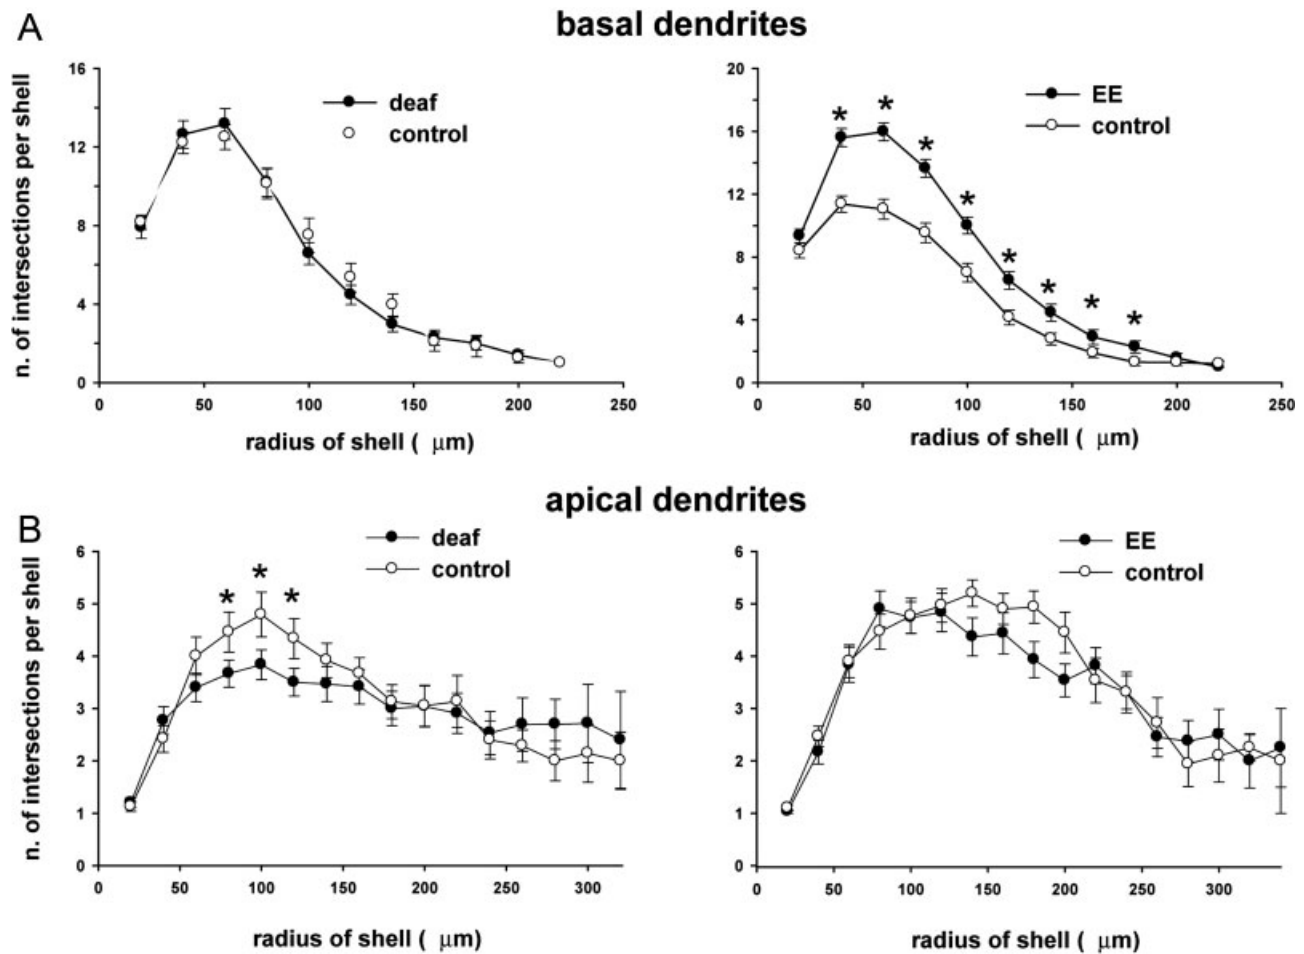 A
basal dendrites
n. of intersections per shell
16
12
8
4
0
deaf
control
0 50 100 150 200 250
radius of shell ( μm)
20
16
12
8
4
0
EE
control
* * * * * * * *
0 50 100 150 200 250
radius of shell ( μm)
B
apical dendrites
n. of intersections per shell
6
5
4
3
2
1
0
deaf
control
* * *
0 50 100 150 200 250 300
radius of shell ( μm)
6
5
4
3
2
1
0
EE
control
0 50 100 150 200 250 300
radius of shell ( μm)